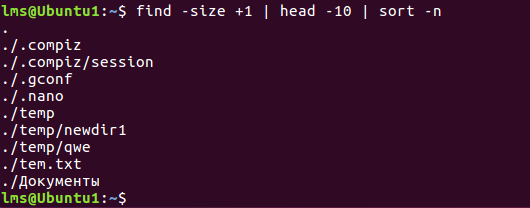 lms@Ubuntu1:~$ find -size +1 | head -10 | sort -n
.
./.compiz
./.compiz/session
./.gconf
./.nano
./temp
./temp/newdir1
./temp/qwe
./tem.txt
./Документы
lms@Ubuntu1:~$